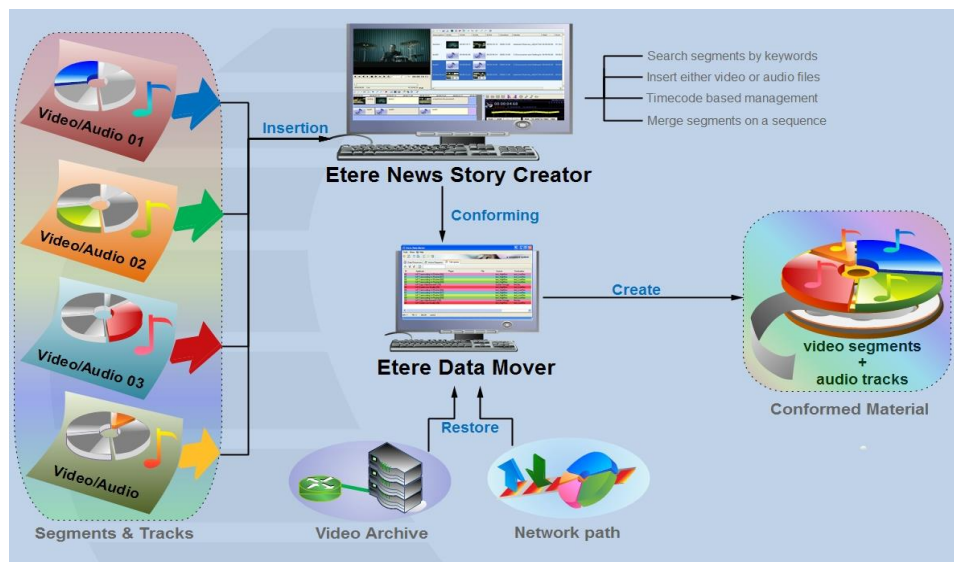 Video/Audio 01
Video/Audio 02
Video/Audio 03
Video/Audio
Segments & Tracks
Insertion
Etere News Story Creator
Search segments by keywords
Insert either video or audio files
Timecode based management
Merge segments on a sequence
Conforming
Etere Data Mover
Create
Restore
Video Archive
Network path
video segments
+
audio tracks
Conformed Material